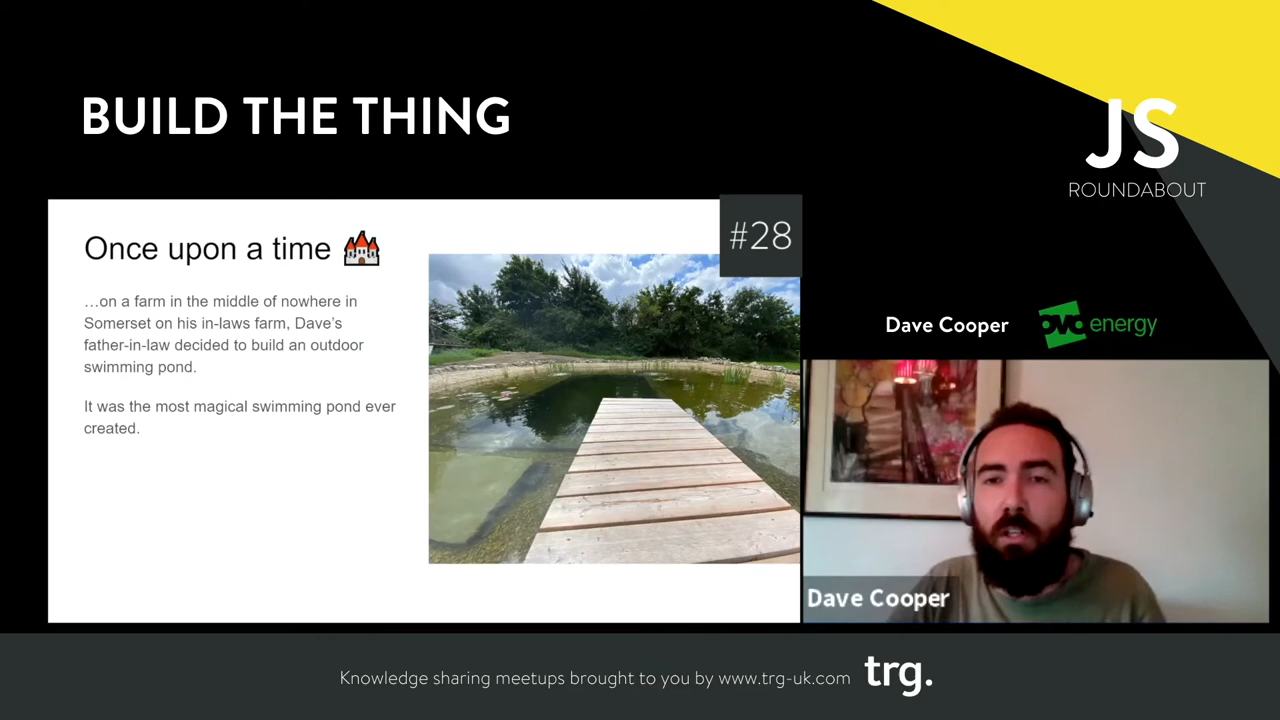 BUILD THE THING
JS
ROUNDABOUT
#28
Once upon a time 🏰
…on a farm in the middle of nowhere in
Somerset on his in-laws farm, Dave's
father-in-law decided to build an outdoor
swimming pond.
It was the most magical swimming pond ever
created.
Dave Cooper
ovo energy
Dave Cooper
Knowledge sharing meetups brought to you by www.trg-uk.com trg.